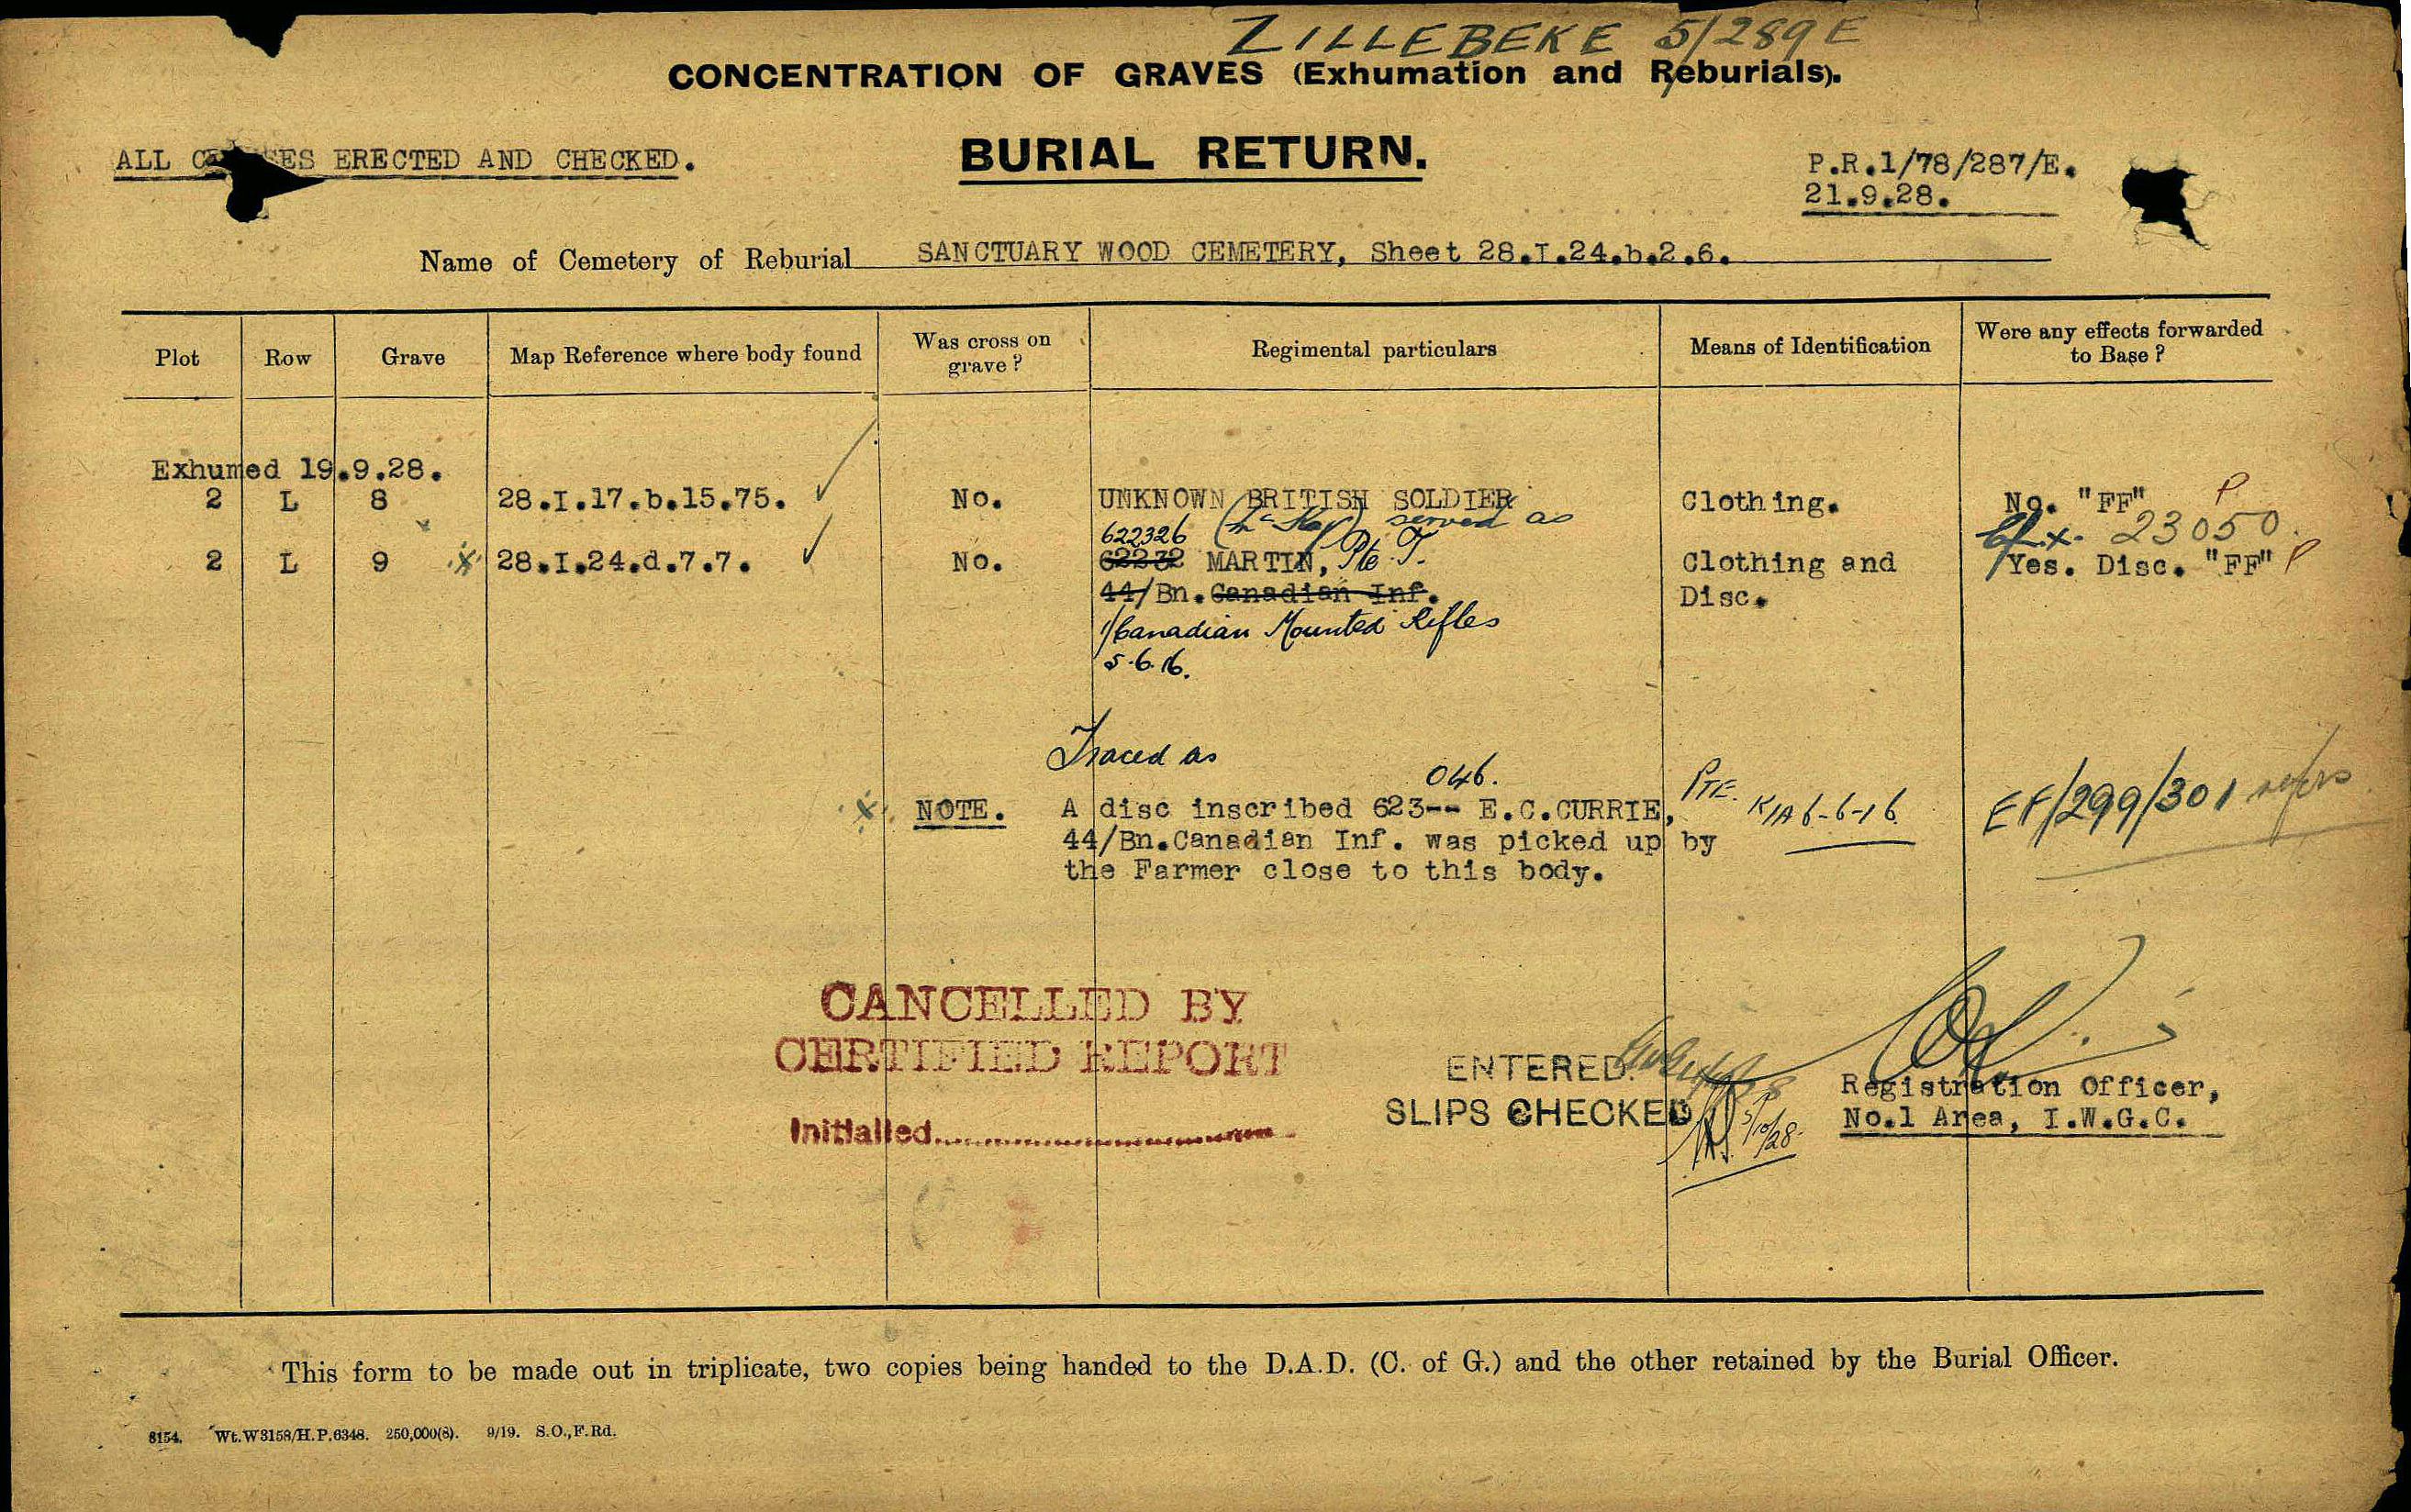 ZILLEBEKE 5/289E
CONCENTRATION OF GRAVES (Exhumation and Reburials).
ALL C SES ERECTED AND CHECKED.
BURIAL RETURN.
P.R.1/78/287/E.
21.9.28.
Name of Cemetery of Reburial SANCTUARY WOOD CEMETERY, Sheet 28.I.24.b.2.6.
Plot Row Grave Map Reference where body found Was cross on grave? Regimental particulars Means of Identification Were any effects forwarded to Base?
Exhumed 19.9.28.
2 L 8 28.I.17.b.15.75. No. UNKNOWN BRITISH SOLDIER Clothing. No. "FF" P
622326 served as 23050.
2 L 9 x 28.I.24.d.7.7. No. 62232 MARTIN, Pte T. Clothing and Yes. Disc. "FF" P
44/Bn. Canadian Inf. Disc.
1/Canadian Mounted Rifles
5.6.16.
Traced as
046.
x NOTE. A disc inscribed 623-- E.C.CURRIE, PTE. KIA 6-6-16 EF/299/301 refers
44/Bn.Canadian Inf. was picked up by
the Farmer close to this body.
CANCELLED BY
CERTIFIED REPORT
Initialled
ENTERED.
SLIPS CHECKED 5/10/28.
Registration Officer,
No.1 Area, I.W.G.C.
This form to be made out in triplicate, two copies being handed to the D.A.D. (C. of G.) and the other retained by the Burial Officer.
8154. Wt.W3158/H.P.6348. 250,000(8). 9/19. S.O.,F.Rd.